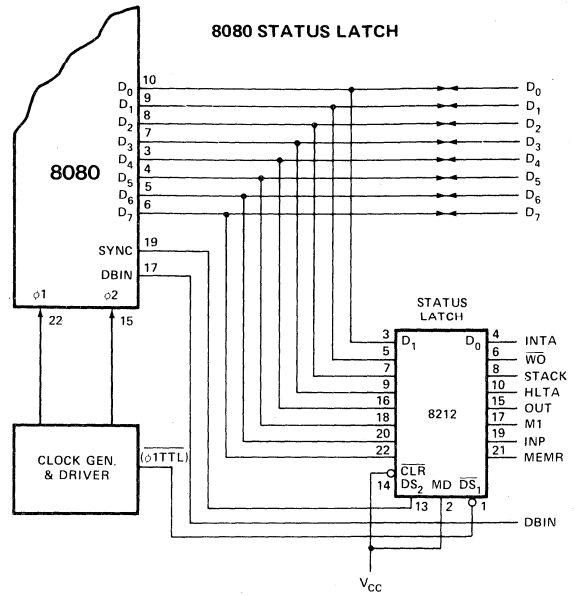 8080 STATUS LATCH
8080
D0 10 D0
D1 9 D1
D2 8 D2
D3 7 D3
D4 3 D4
D5 4 D5
D6 5 D6
D7 6 D7
SYNC 19
DBIN 17
ϕ1 ϕ2
22 15
STATUS
LATCH
3 D1 D0 4 INTA
5 6 W̅O̅
7 8 STACK
9 10 HLTA
16 8212 15 OUT
18 17 M1
20 19 INP
22 21 MEMR
CLOCK GEN.
& DRIVER
(ϕ1TTL)
14 C̅L̅R̅
DS2 MD D̅S̅1
13 2 1
DBIN
VCC